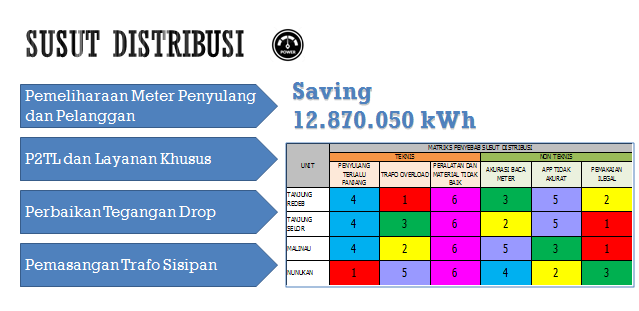 SUSUT DISTRIBUSI
POWER
Pemeliharaan Meter Penyulang
dan Pelanggan
P2TL dan Layanan Khusus
Perbaikan Tegangan Drop
Pemasangan Trafo Sisipan
Saving
12.870.050 kWh
MATRIKS PENYEBAB SUSUT DISTRIBUSI
UNIT TEKNIS NON TEKNIS
PENYULANG TERLALU PANJANG TRAFO OVERLOAD PERALATAN DAN MATERIAL TIDAK BAIK AKURASI BACA METER APP TIDAK AKURAT PEMAKAIAN ILEGAL
TANJUNG REDEB 4 1 6 3 5 2
TANJUNG SELOR 4 3 6 2 5 1
MALINAU 4 2 6 5 3 1
NUNUKAN 1 5 6 4 2 3